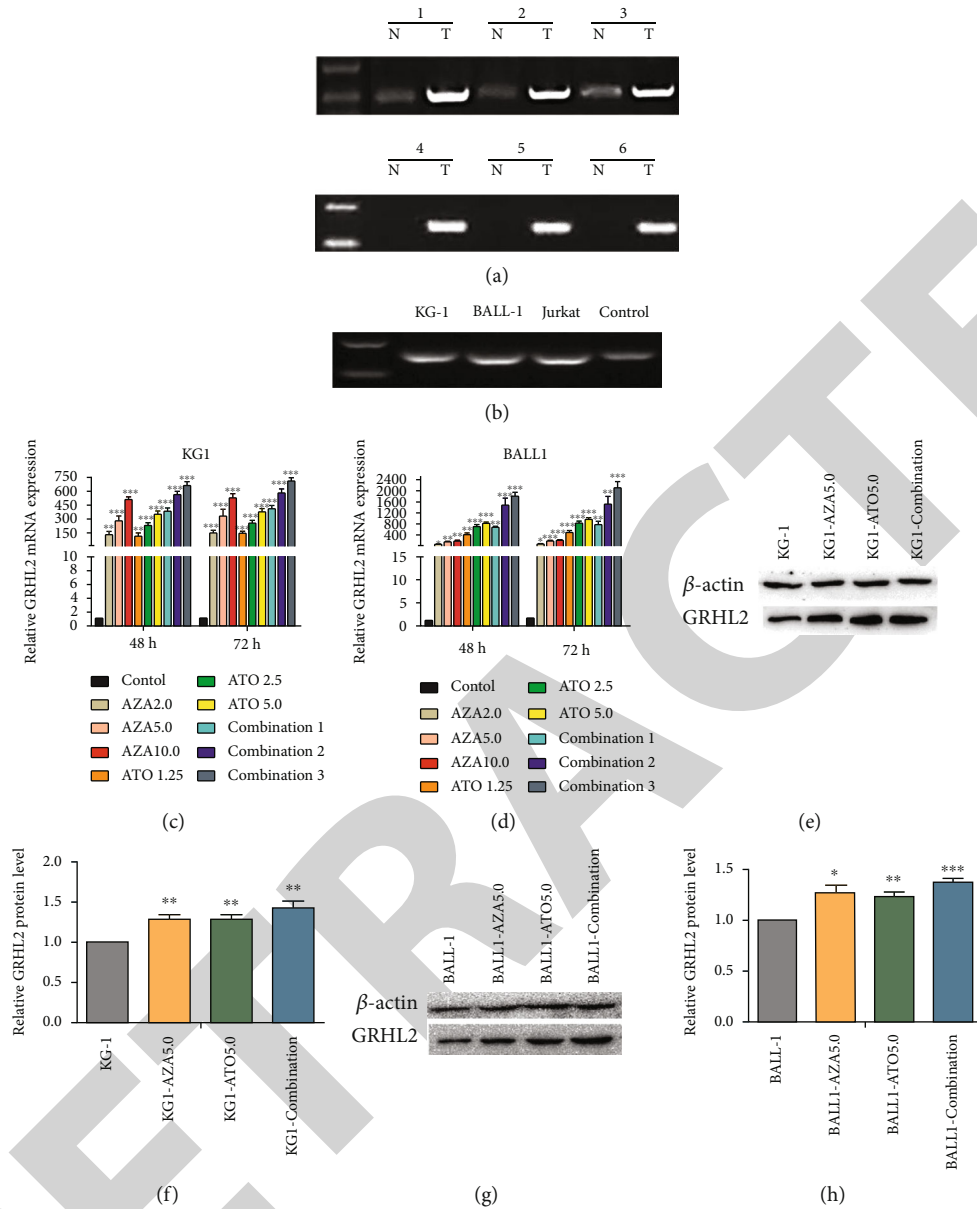 1 2 3
N T N T N T
4 5 6
N T N T N T
(a)
KG-1 BALL-1 Jurkat Control
(b)
KG1
Relative GRHL2 mRNA expression
750
600
450
300
150
10
8
6
4
2
0
** *** *** *** *** *** *** *** ***
*** *** *** *** *** *** *** *** ***
48 h 72 h
Contol
AZA2.0
AZA5.0
AZA10.0
ATO 1.25
ATO 2.5
ATO 5.0
Combination 1
Combination 2
Combination 3
(c)
BALL1
Relative GRHL2 mRNA expression
2400
2000
1600
1200
800
400
15
10
5
0
48 h 72 h
Contol
AZA2.0
AZA5.0
AZA10.0
ATO 1.25
ATO 2.5
ATO 5.0
Combination 1
Combination 2
Combination 3
(d)
KG-1
KG1-AZA5.0
KG1-ATO5.0
KG1-Combination
β-actin
GRHL2
(e)
Relative GRHL2 protein level
2.0
1.5
1.0
0.5
0.0
** ** **
KG-1
KG1-AZA5.0
KG1-ATO5.0
KG1-Combination
(f)
BALL-1
BALL1-AZA5.0
BALL1-ATO5.0
BALL1-Combination
β-actin
GRHL2
(g)
Relative GRHL2 protein level
1.5
1.0
0.5
0.0
* ** ***
BALL-1
BALL1-AZA5.0
BALL1-ATO5.0
BALL1-Combination
(h)